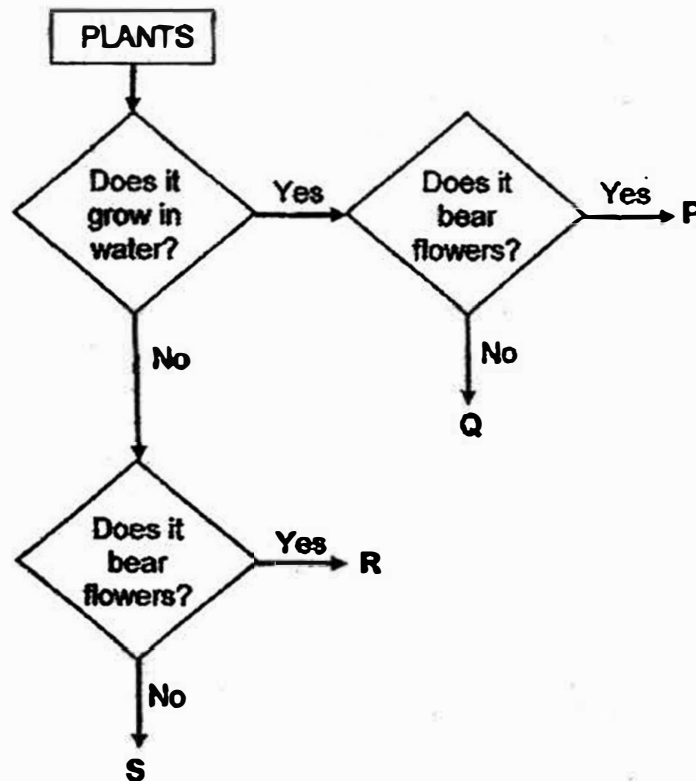 PLANTS
Does it
grow in
water?
Yes
Does it
bear
flowers?
Yes
P
No
Q
No
Does it
bear
flowers?
Yes
R
No
S